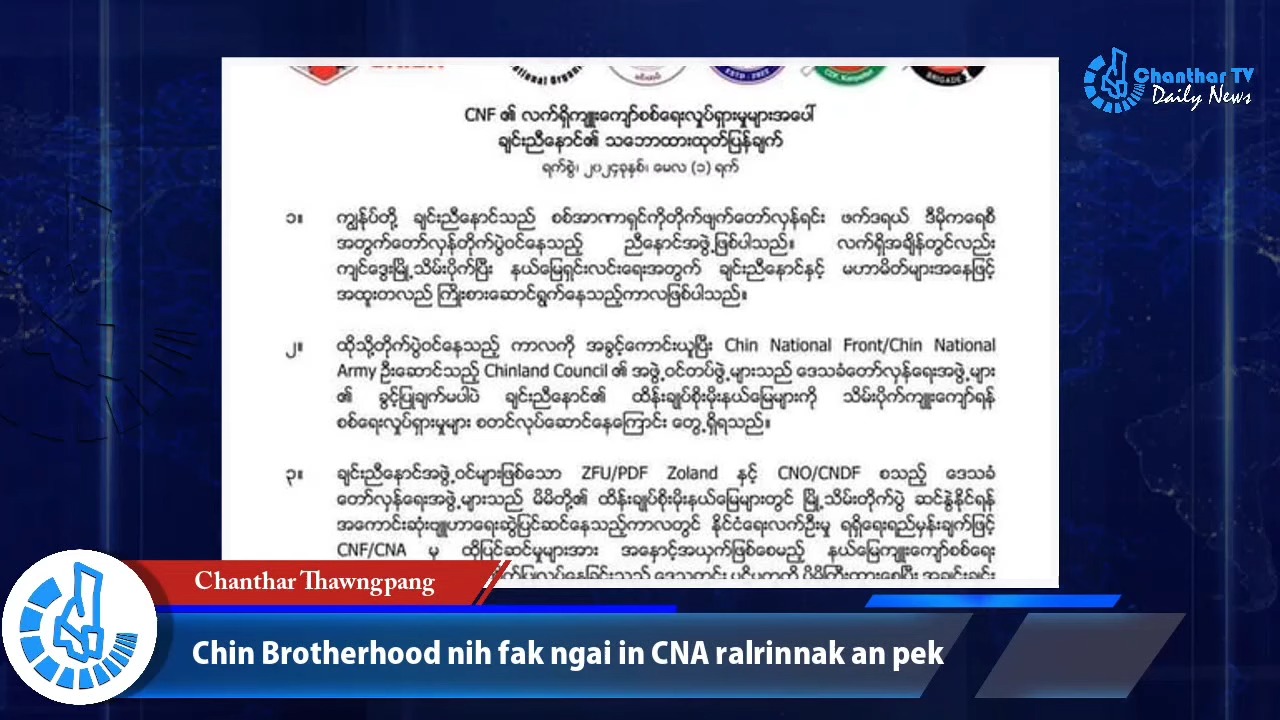 Chanthar TV
Daily News
CNF ၏ လက်ရှိကျူးကျော်စစ်ရေးလှုပ်ရှားမှုများအပေါ်
ချင်းညီနောင်၏ သဘောထားထုတ်ပြန်ချက်
ရက်စွဲ၊ ၂၀၂၄ခုနှစ်၊ မေလ (၁) ရက်
၁။ ကျွန်ုပ်တို့ ချင်းညီနောင်သည် စစ်အာဏာရှင်ကိုတိုက်ဖျက်တော်လှန်ရင်း ဖက်ဒရယ် ဒီမိုကရေစီ
အတွက်တော်လှန်တိုက်ပွဲဝင်နေသည့် ညီနောင်အဖွဲ့ဖြစ်ပါသည်။ လက်ရှိအချိန်တွင်လည်း
ကျင်ဒွေးမြို့သိမ်းပိုက်ပြီး နယ်မြေရှင်းလင်းရေးအတွက် ချင်းညီနောင်နှင့် မဟာမိတ်များအနေဖြင့်
အထူးတလည် ကြိုးစားဆောင်ရွက်နေသည့်ကာလဖြစ်ပါသည်။
၂။ ထိုသို့တိုက်ပွဲဝင်နေသည့် ကာလကို အခွင့်ကောင်းယူပြီး Chin National Front/Chin National
Army ဦးဆောင်သည့် Chinland Council ၏ အဖွဲ့ဝင်တပ်ဖွဲ့များသည် ဒေသခံတော်လှန်ရေးအဖွဲ့များ
၏ ခွင့်ပြုချက်မပါပဲ ချင်းညီနောင်၏ ထိန်းချုပ်စိုးမိုးနယ်မြေများကို သိမ်းပိုက်ကျူးကျော်ရန်
စစ်ရေးလှုပ်ရှားမှုများ စတင်လုပ်ဆောင်နေကြောင်း တွေ့ရှိရသည်။
၃။ ချင်းညီနောင်အဖွဲ့ဝင်များဖြစ်သော ZFU/PDF Zoland နှင့် CNO/CNDF စသည့် ဒေသခံ
တော်လှန်ရေးအဖွဲ့များသည် မိမိတို့၏ ထိန်းချုပ်စိုးမိုးနယ်မြေများတွင် မြို့သိမ်းတိုက်ပွဲ ဆင်နွှဲနိုင်ရန်
အကောင်းဆုံးဗျူဟာရေးဆွဲပြင်ဆင်နေသည့်ကာလတွင် နိုင်ငံရေးလက်ဦးမှု ရရှိရေးရည်မှန်းချက်ဖြင့်
CNF/CNA မှ ထိုပြင်ဆင်မှုများအား အနှောင့်အယှက်ဖြစ်စေမည့် နယ်မြေကျူးကျော်စစ်ရေး
Chanthar Thawngpang
Chin Brotherhood nih fak ngai in CNA ralrinnak an pek